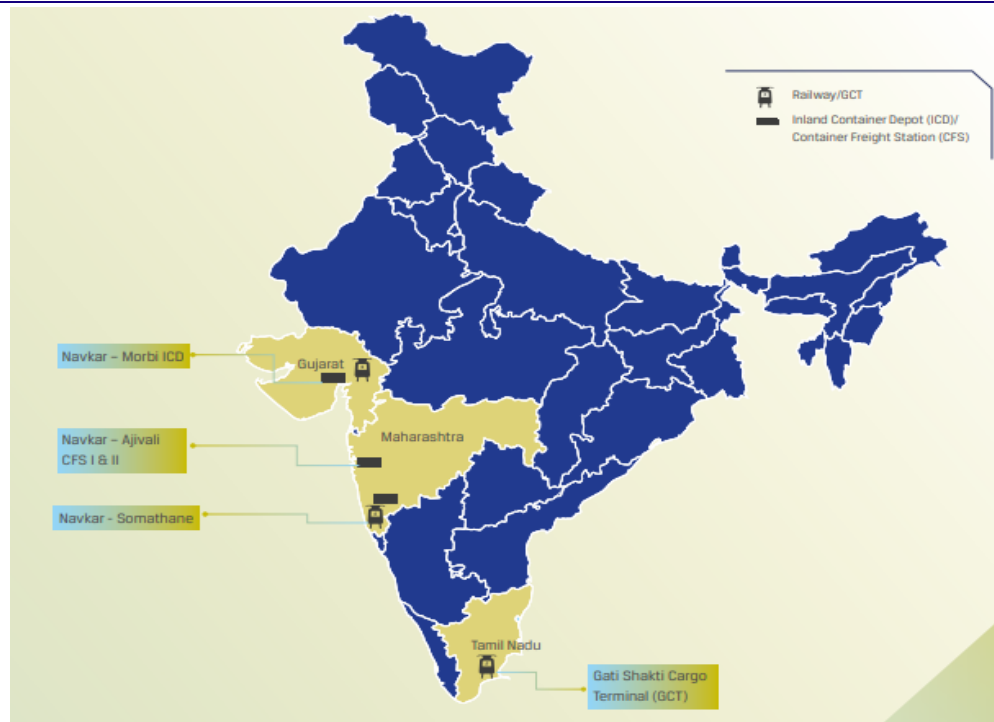 Railway/GCT
Inland Container Depot (ICD)/
Container Freight Station (CFS)
Navkar – Morbi ICD
Gujarat
Navkar – Ajivali
CFS I & II
Maharashtra
Navkar - Somathane
Tamil Nadu
Gati Shakti Cargo
Terminal (GCT)